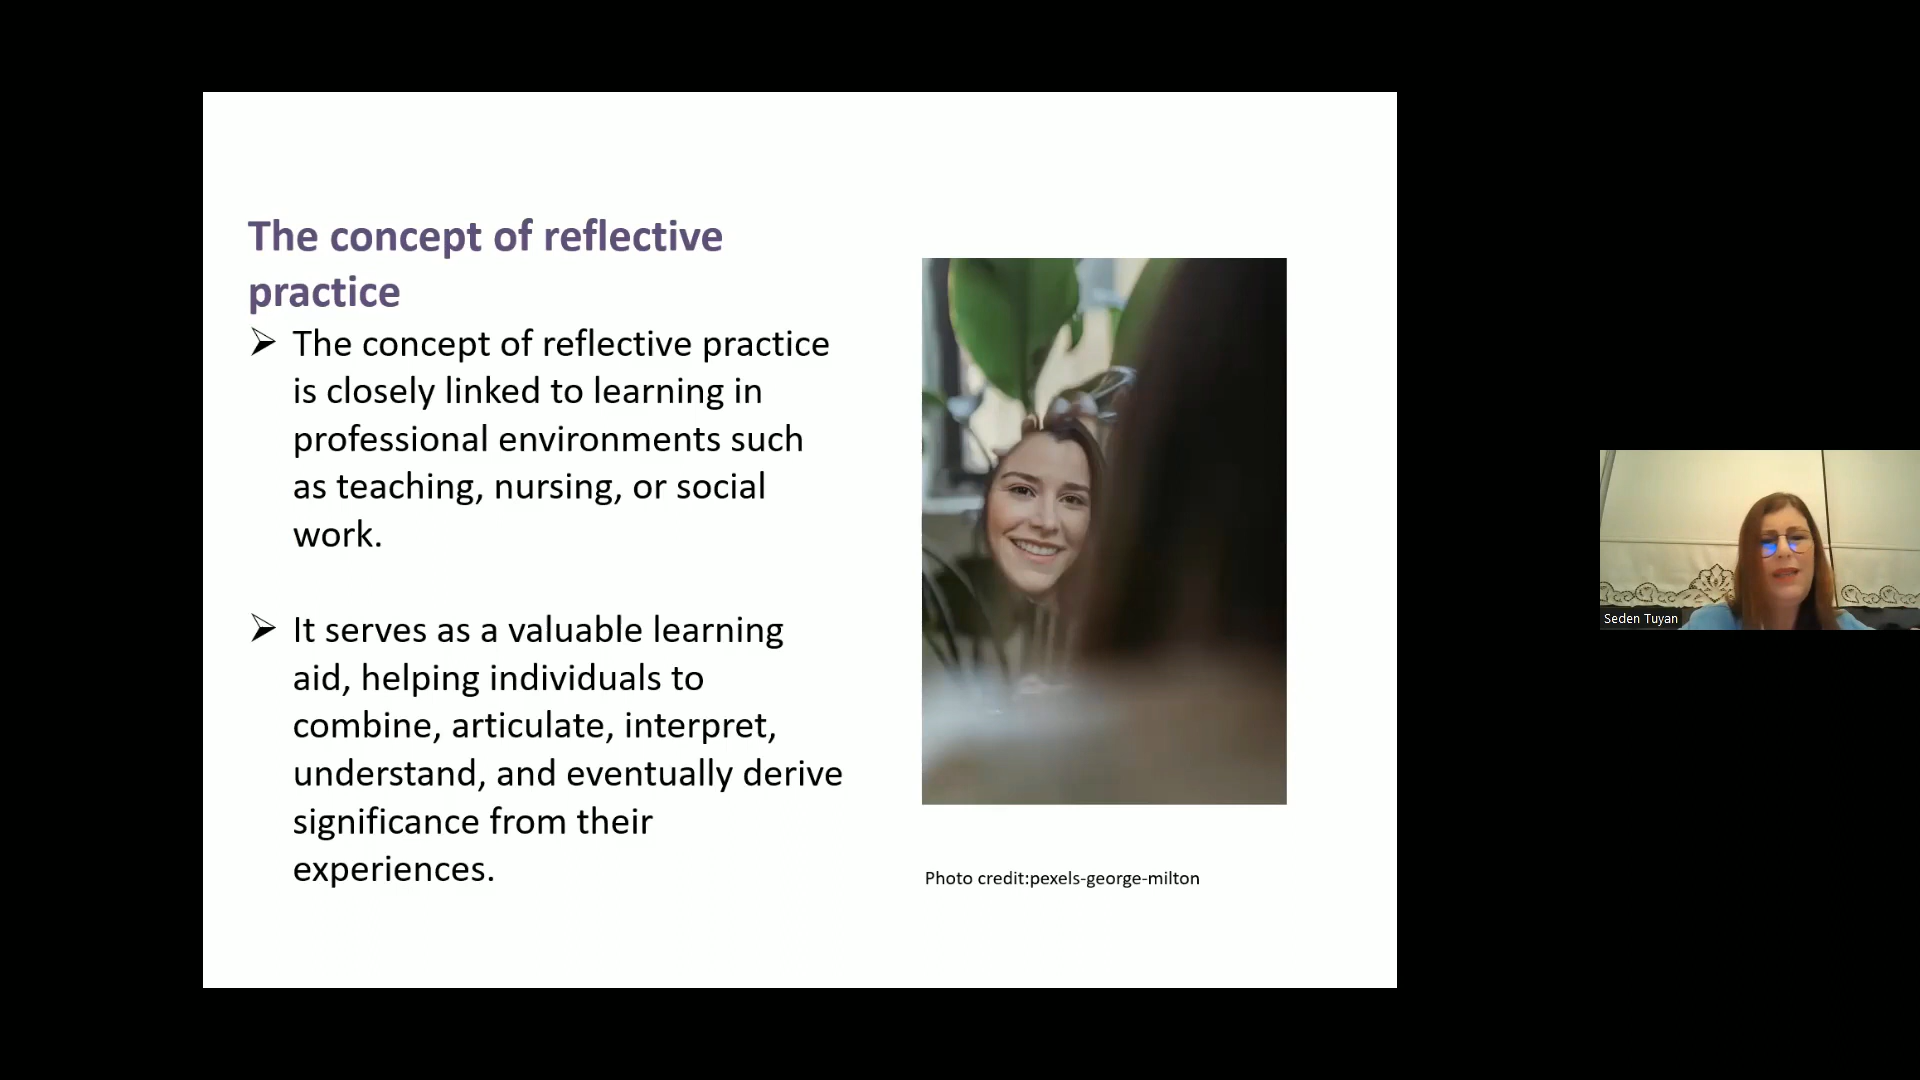 The concept of reflective
practice
➢ The concept of reflective practice
is closely linked to learning in
professional environments such
as teaching, nursing, or social
work.
➢ It serves as a valuable learning
aid, helping individuals to
combine, articulate, interpret,
understand, and eventually derive
significance from their
experiences.
Photo credit:pexels-george-milton
Seden Tuyan